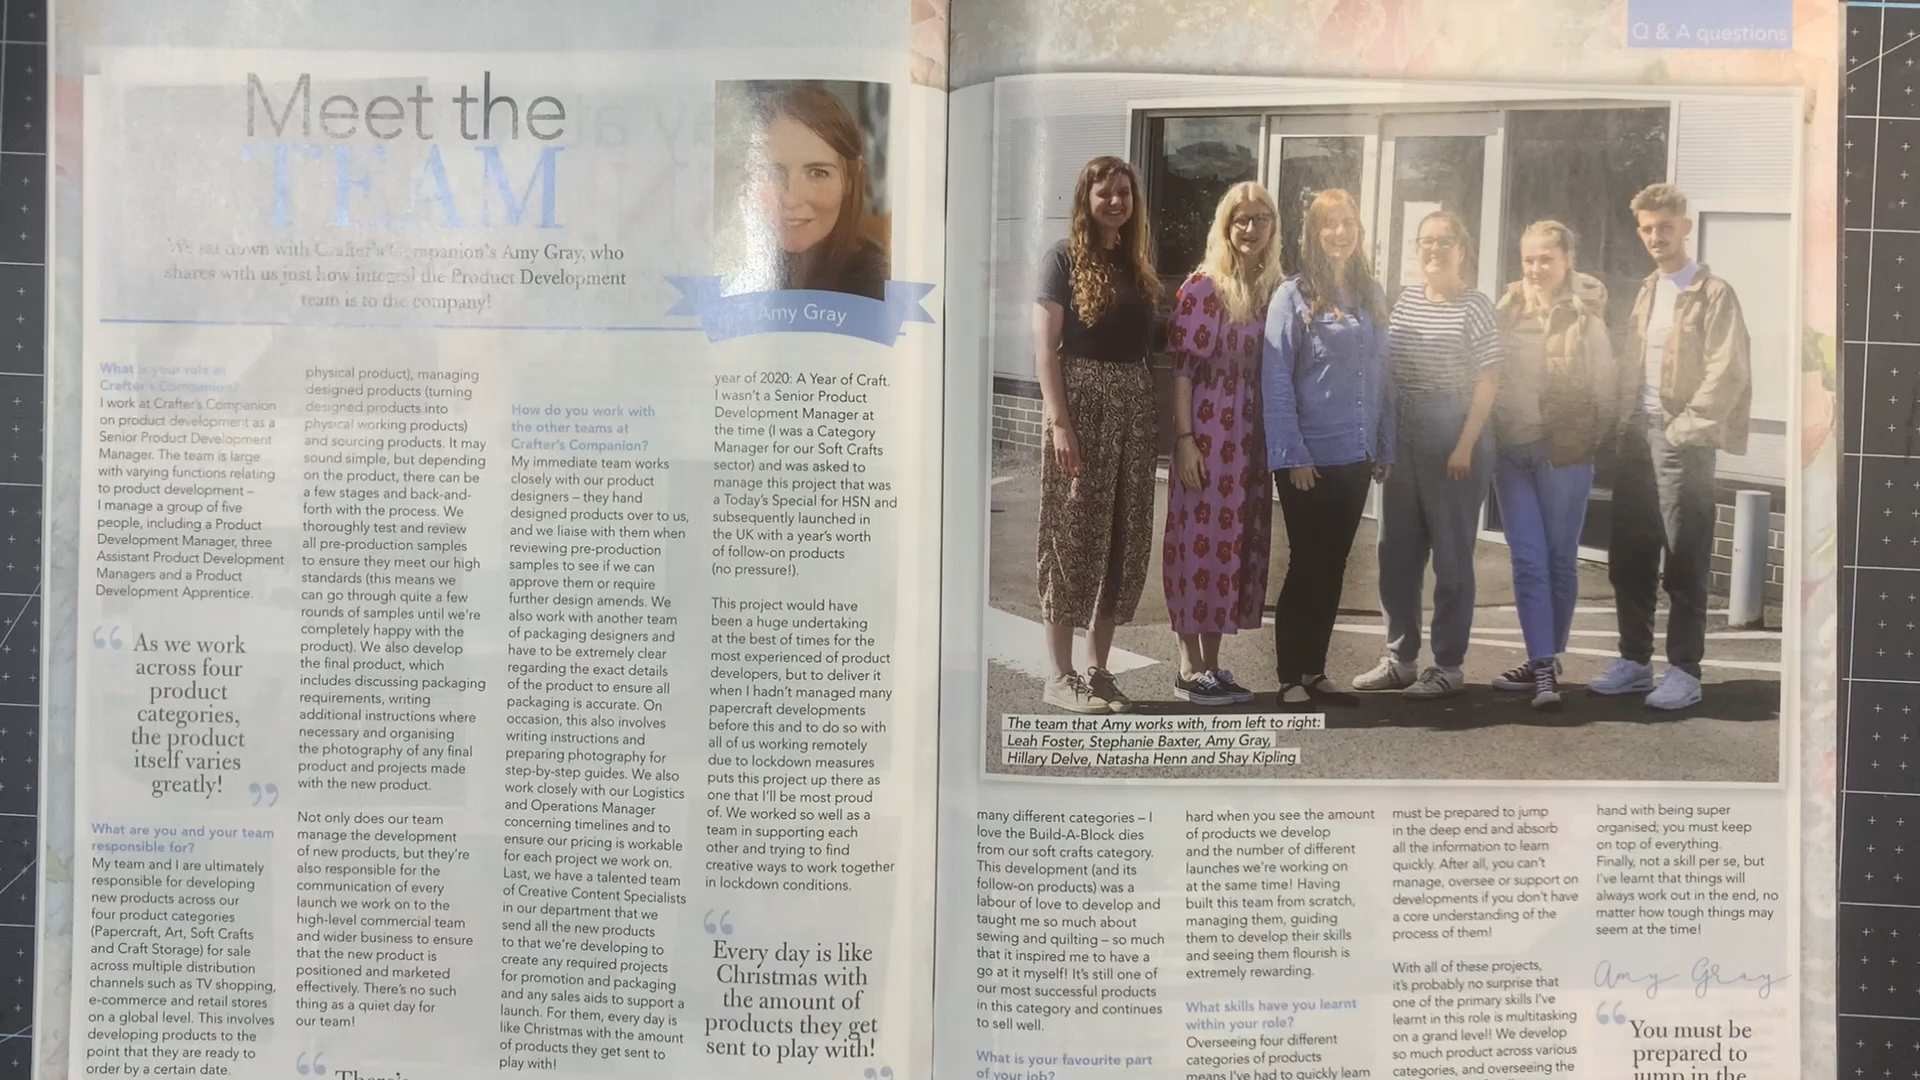 Q & A questions
Meet the
TEAM
We sat down with Crafter's Companion's Amy Gray, who
shares with us just how integral the Product Development
team is to the company!
Amy Gray
What is your role at
Crafter's Companion?
I work at Crafter's Companion
on product development as a
Senior Product Development
Manager. The team is large
with varying functions relating
to product development –
I manage a group of five
people, including a Product
Development Manager, three
Assistant Product Development
Managers and a Product
Development Apprentice.
“ As we work
across four
product
categories,
the product
itself varies
greatly! ”
What are you and your team
responsible for?
My team and I are ultimately
responsible for developing
new products across our
four product categories
(Papercraft, Art, Soft Crafts
and Craft Storage) for sale
across multiple distribution
channels such as TV shopping,
e-commerce and retail stores
on a global level. This involves
developing products to the
point that they are ready to
order by a certain date.
physical product), managing
designed products (turning
designed products into
physical working products)
and sourcing products. It may
sound simple, but depending
on the product, there can be
a few stages and back-and-
forth with the process. We
thoroughly test and review
all pre-production samples
to ensure they meet our high
standards (this means we
can go through quite a few
rounds of samples until we're
completely happy with the
product). We also develop
the final product, which
includes discussing packaging
requirements, writing
additional instructions where
necessary and organising
the photography of any final
product and projects made
with the new product.
Not only does our team
manage the development
of new products, but they're
also responsible for the
communication of every
launch we work on to the
high-level commercial team
and wider business to ensure
that the new product is
positioned and marketed
effectively. There's no such
thing as a quiet day for
our team!
“ There's
How do you work with
the other teams at
Crafter's Companion?
My immediate team works
closely with our product
designers – they hand
designed products over to us,
and we liaise with them when
reviewing pre-production
samples to see if we can
approve them or require
further design amends. We
also work with another team
of packaging designers and
have to be extremely clear
regarding the exact details
of the product to ensure all
packaging is accurate. On
occasion, this also involves
writing instructions and
preparing photography for
step-by-step guides. We also
work closely with our Logistics
and Operations Manager
concerning timelines and to
ensure our pricing is workable
for each project we work on.
Last, we have a talented team
of Creative Content Specialists
in our department that we
send all the new products
to that we're developing to
create any required projects
for promotion and packaging
and any sales aids to support a
launch. For them, every day is
like Christmas with the amount
of products they get sent to
play with!
year of 2020: A Year of Craft.
I wasn't a Senior Product
Development Manager at
the time (I was a Category
Manager for our Soft Crafts
sector) and was asked to
manage this project that was
a Today's Special for HSN and
subsequently launched in
the UK with a year's worth
of follow-on products
(no pressure!).
This project would have
been a huge undertaking
at the best of times for the
most experienced of product
developers, but to deliver it
when I hadn't managed many
papercraft developments
before this and to do so with
all of us working remotely
due to lockdown measures
puts this project up there as
one that I'll be most proud
of. We worked so well as a
team in supporting each
other and trying to find
creative ways to work together
in lockdown conditions.
“
Every day is like
Christmas with
the amount of
products they get
sent to play with!
”
The team that Amy works with, from left to right:
Leah Foster, Stephanie Baxter, Amy Gray,
Hillary Delve, Natasha Henn and Shay Kipling
many different categories – I
love the Build-A-Block dies
from our soft crafts category.
This development (and its
follow-on products) was a
labour of love to develop and
taught me so much about
sewing and quilting – so much
that it inspired me to have a
go at it myself! It's still one of
our most successful products
in this category and continues
to sell well.
What is your favourite part
of your job?
hard when you see the amount
of products we develop
and the number of different
launches we're working on
at the same time! Having
built this team from scratch,
managing them, guiding
them to develop their skills
and seeing them flourish is
extremely rewarding.
What skills have you learnt
within your role?
Overseeing four different
categories of products
means I've had to quickly learn
must be prepared to jump
in the deep end and absorb
all the information to learn
quickly. After all, you can't
manage, oversee or support on
developments if you don't have
a core understanding of the
process of them!
With all of these projects,
it's probably no surprise that
one of the primary skills I've
learnt in this role is multitasking
on a grand level! We develop
so much product across various
categories, and overseeing the
hand with being super
organised; you must keep
on top of everything.
Finally, not a skill per se, but
I've learnt that things will
always work out in the end, no
matter how tough things may
seem at the time!
Amy Gray
“ You must be
prepared to
jump in the